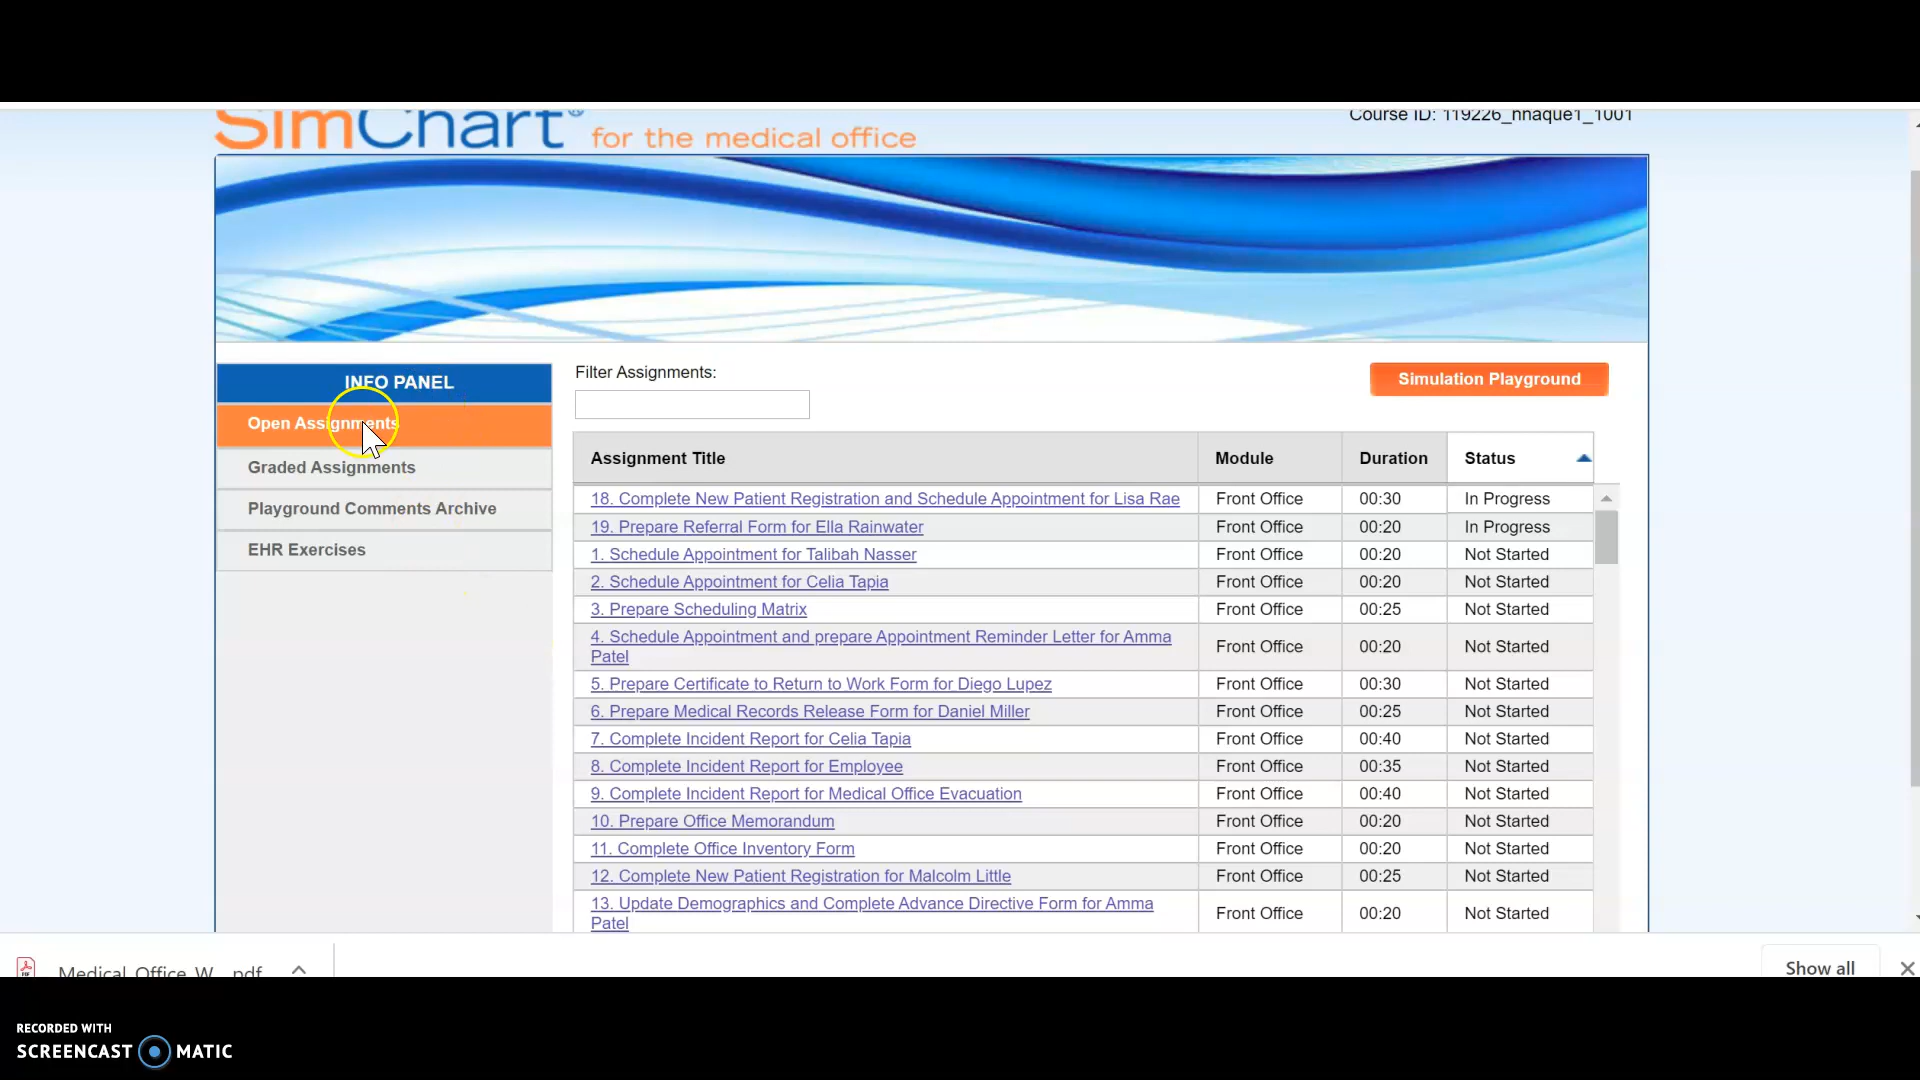 SimChart® for the medical office
Course ID: 119226_nhaque1_1001
INFO PANEL
Open Assignments
Graded Assignments
Playground Comments Archive
EHR Exercises
Filter Assignments:
Simulation Playground
Assignment Title Module Duration Status
18. Complete New Patient Registration and Schedule Appointment for Lisa Rae Front Office 00:30 In Progress
19. Prepare Referral Form for Ella Rainwater Front Office 00:20 In Progress
1. Schedule Appointment for Talibah Nasser Front Office 00:20 Not Started
2. Schedule Appointment for Celia Tapia Front Office 00:20 Not Started
3. Prepare Scheduling Matrix Front Office 00:25 Not Started
4. Schedule Appointment and prepare Appointment Reminder Letter for Amma
Patel Front Office 00:20 Not Started
5. Prepare Certificate to Return to Work Form for Diego Lupez Front Office 00:30 Not Started
6. Prepare Medical Records Release Form for Daniel Miller Front Office 00:25 Not Started
7. Complete Incident Report for Celia Tapia Front Office 00:40 Not Started
8. Complete Incident Report for Employee Front Office 00:35 Not Started
9. Complete Incident Report for Medical Office Evacuation Front Office 00:40 Not Started
10. Prepare Office Memorandum Front Office 00:20 Not Started
11. Complete Office Inventory Form Front Office 00:20 Not Started
12. Complete New Patient Registration for Malcolm Little Front Office 00:25 Not Started
13. Update Demographics and Complete Advance Directive Form for Amma
Patel Front Office 00:20 Not Started
Medical_Office_W....pdf
Show all
RECORDED WITH
SCREENCAST MATIC